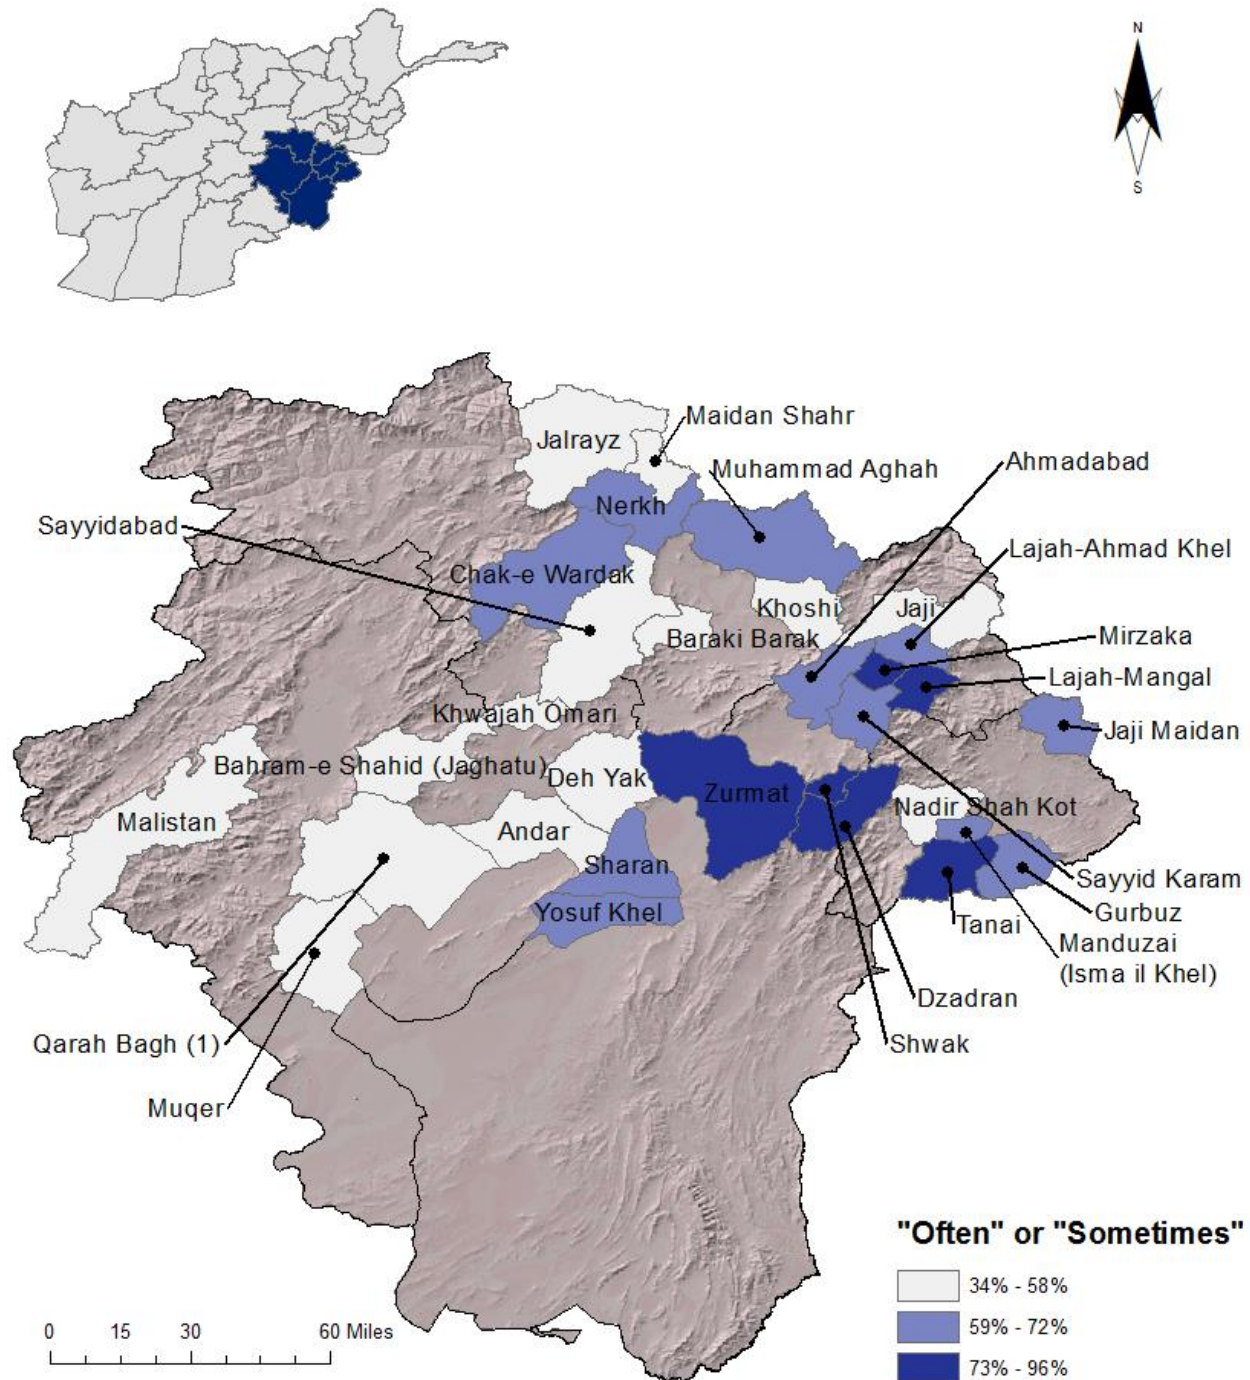 N
S
Maidan Shahr
Jalrayz
Muhammad Aghah
Ahmadabad
Nerkh
Sayyidabad
Lajah-Ahmad Khel
Chak-e Wardak
Khoshi
Jaji
Mirzaka
Baraki Barak
Lajah-Mangal
Khwajah Omari
Jaji Maidan
Bahram-e Shahid (Jaghatu)
Deh Yak
Zurmat
Nadir Shah Kot
Malistan
Andar
Sharan
Sayyid Karam
Yosuf Khel
Gurbuz
Tanai
Manduzai
(Isma il Khel)
Dzadran
Qarah Bagh (1)
Shwak
Muqer
"Often" or "Sometimes"
34% - 58%
59% - 72%
73% - 96%
0 15 30 60 Miles